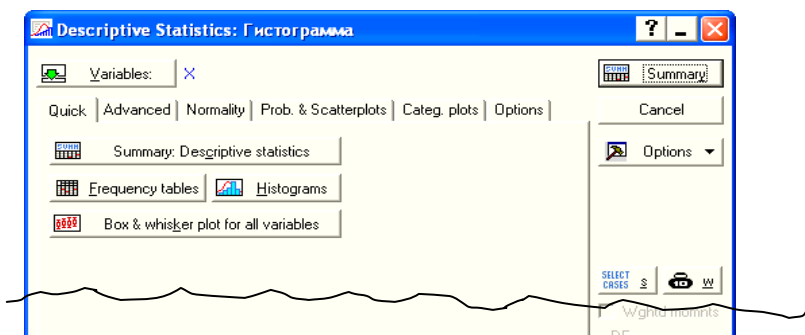 Descriptive Statistics: Гистограмма
Variables: X
Summary
Quick Advanced Normality Prob. & Scatterplots Categ. plots Options
Cancel
Summary: Descriptive statistics
Options
Frequency tables Histograms
Box & whisker plot for all variables
SELECT CASES S W
Wghtd momnts
DF